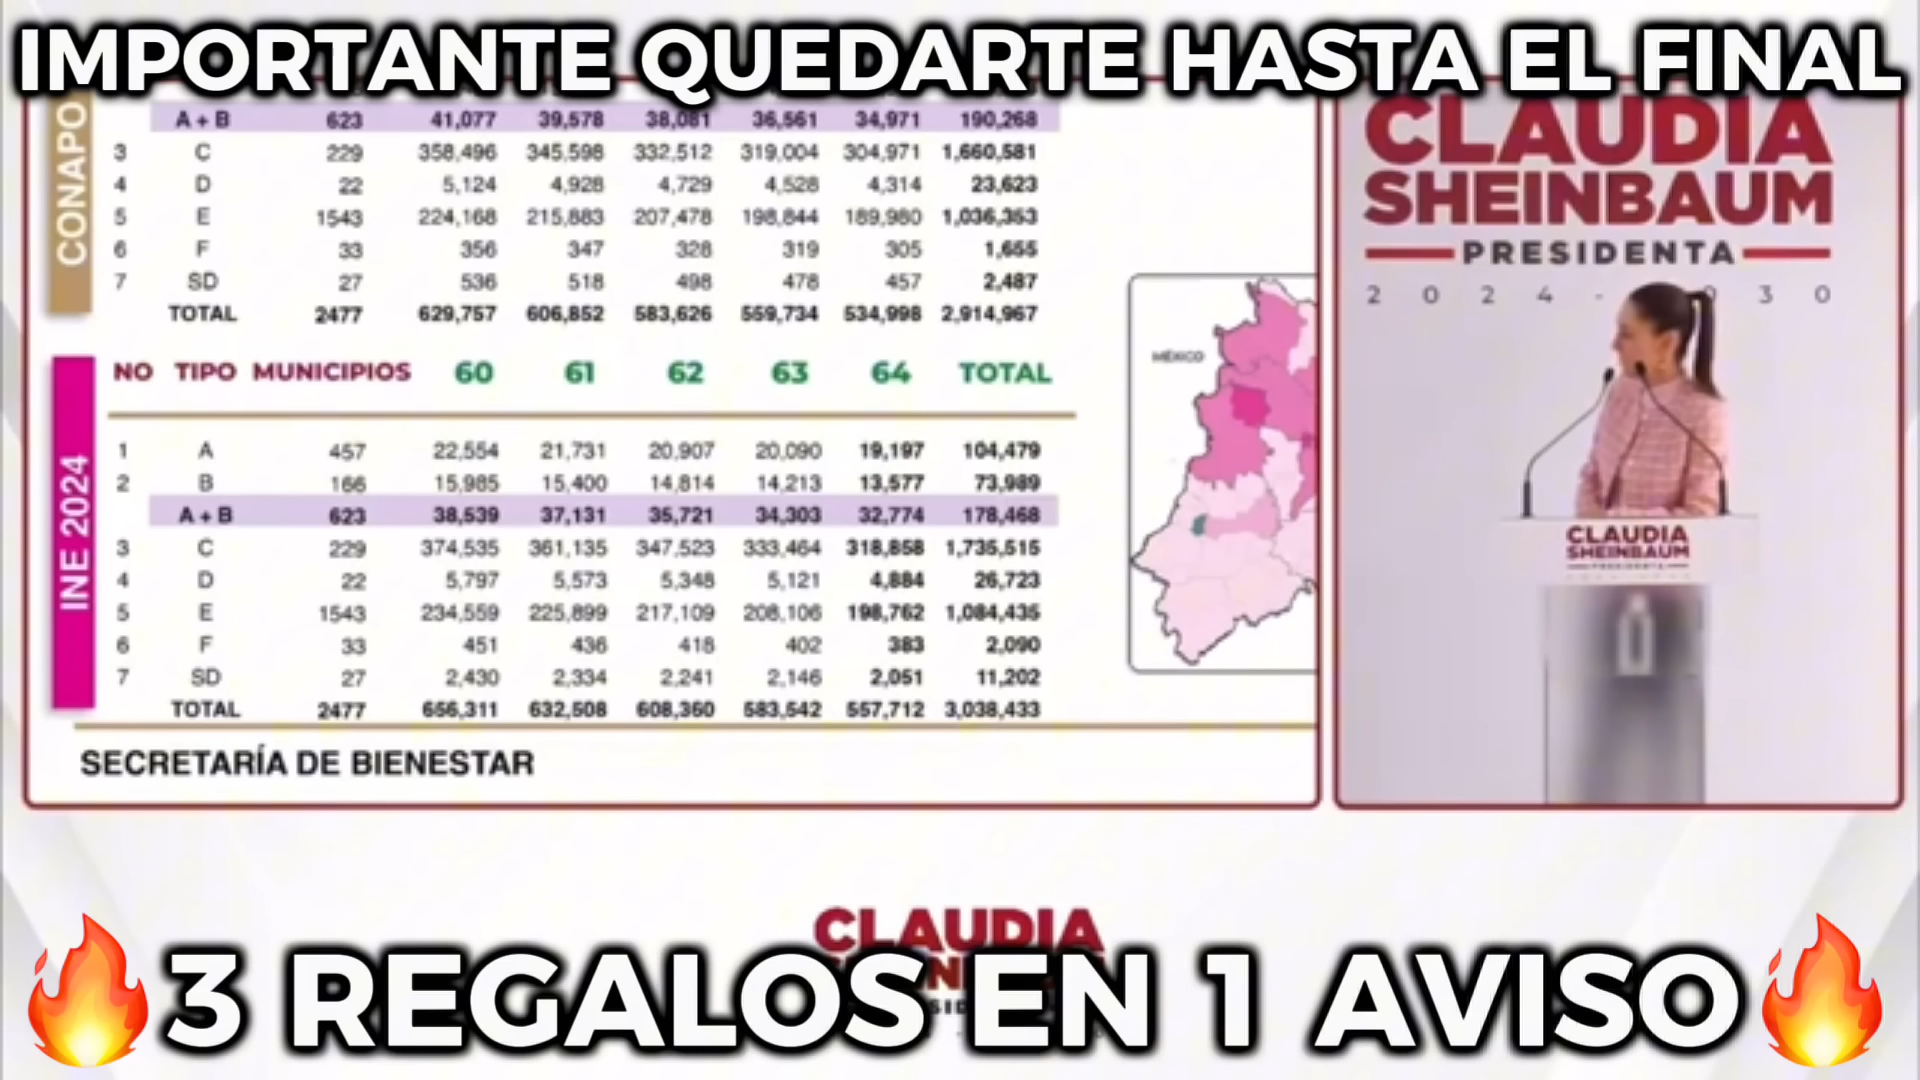 IMPORTANTE QUEDARTE HASTA EL FINAL
CONAPO
A + B 623 41,077 39,578 38,081 36,561 34,971 190,268
3 C 229 358,496 345,598 332,512 319,004 304,971 1,660,581
4 D 22 5,124 4,928 4,729 4,528 4,314 23,623
5 E 1543 224,168 215,883 207,478 198,844 189,980 1,036,353
6 F 33 356 347 328 319 305 1,655
7 SD 27 536 518 498 478 457 2,487
TOTAL 2477 629,757 606,852 583,626 559,734 534,998 2,914,967
INE 2024
NO TIPO MUNICIPIOS 60 61 62 63 64 TOTAL
1 A 457 22,554 21,731 20,907 20,090 19,197 104,479
2 B 166 15,985 15,400 14,814 14,213 13,577 73,989
A + B 623 38,539 37,131 35,721 34,303 32,774 178,468
3 C 229 374,535 361,135 347,523 333,464 318,858 1,735,515
4 D 22 5,797 5,573 5,348 5,121 4,884 26,723
5 E 1543 234,559 225,899 217,109 208,106 198,762 1,084,435
6 F 33 451 436 418 402 383 2,090
7 SD 27 2,430 2,334 2,241 2,146 2,051 11,202
TOTAL 2477 656,311 632,508 608,360 583,542 557,712 3,038,433
SECRETARÍA DE BIENESTAR
MÉXICO
CLAUDIA
SHEINBAUM
PRESIDENTA
2 0 2 4 - 0 3 0
CLAUDIA
SHEINBAUM
PRESIDENTA
CLAUDIA
3 REGALOS EN 1 AVISO